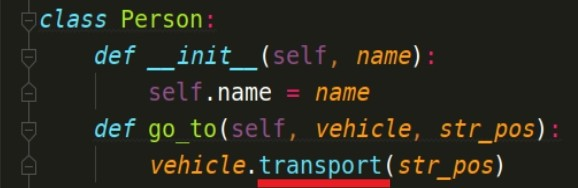 class Person:
    def __init__(self, name):
        self.name = name
    def go_to(self, vehicle, str_pos):
        vehicle.transport(str_pos)